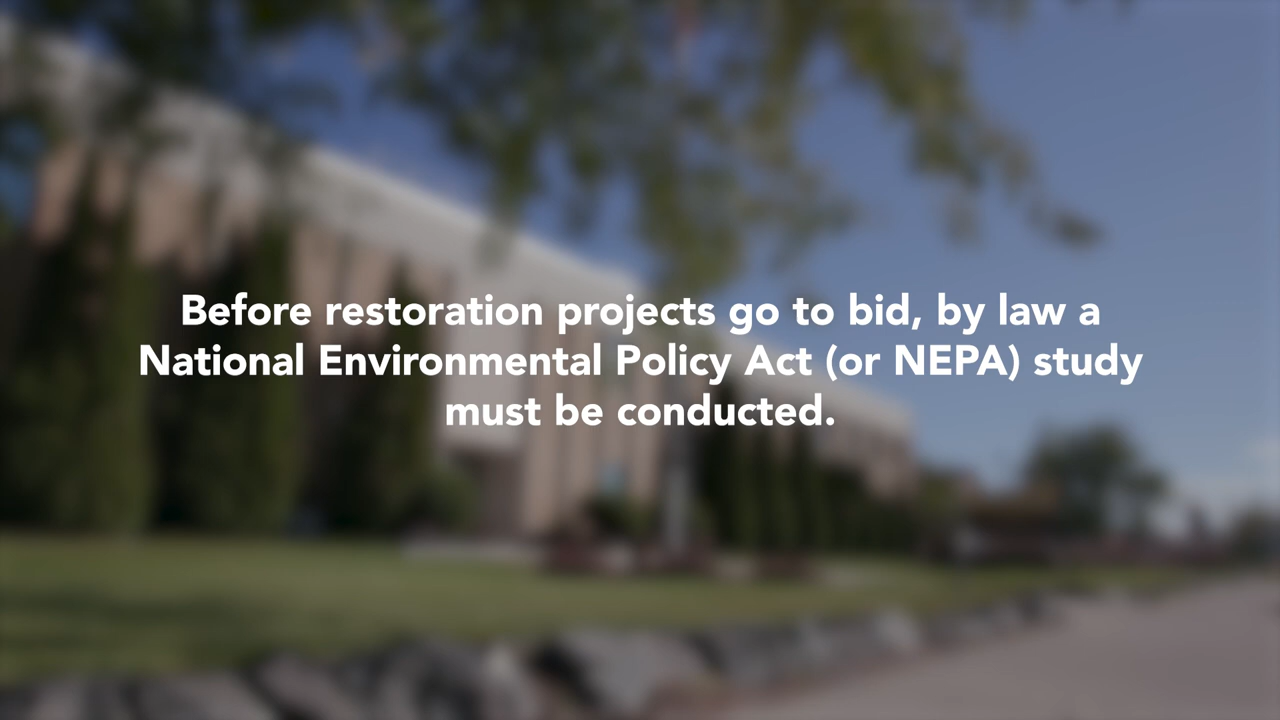 Before restoration projects go to bid, by law a
National Environmental Policy Act (or NEPA) study
must be conducted.